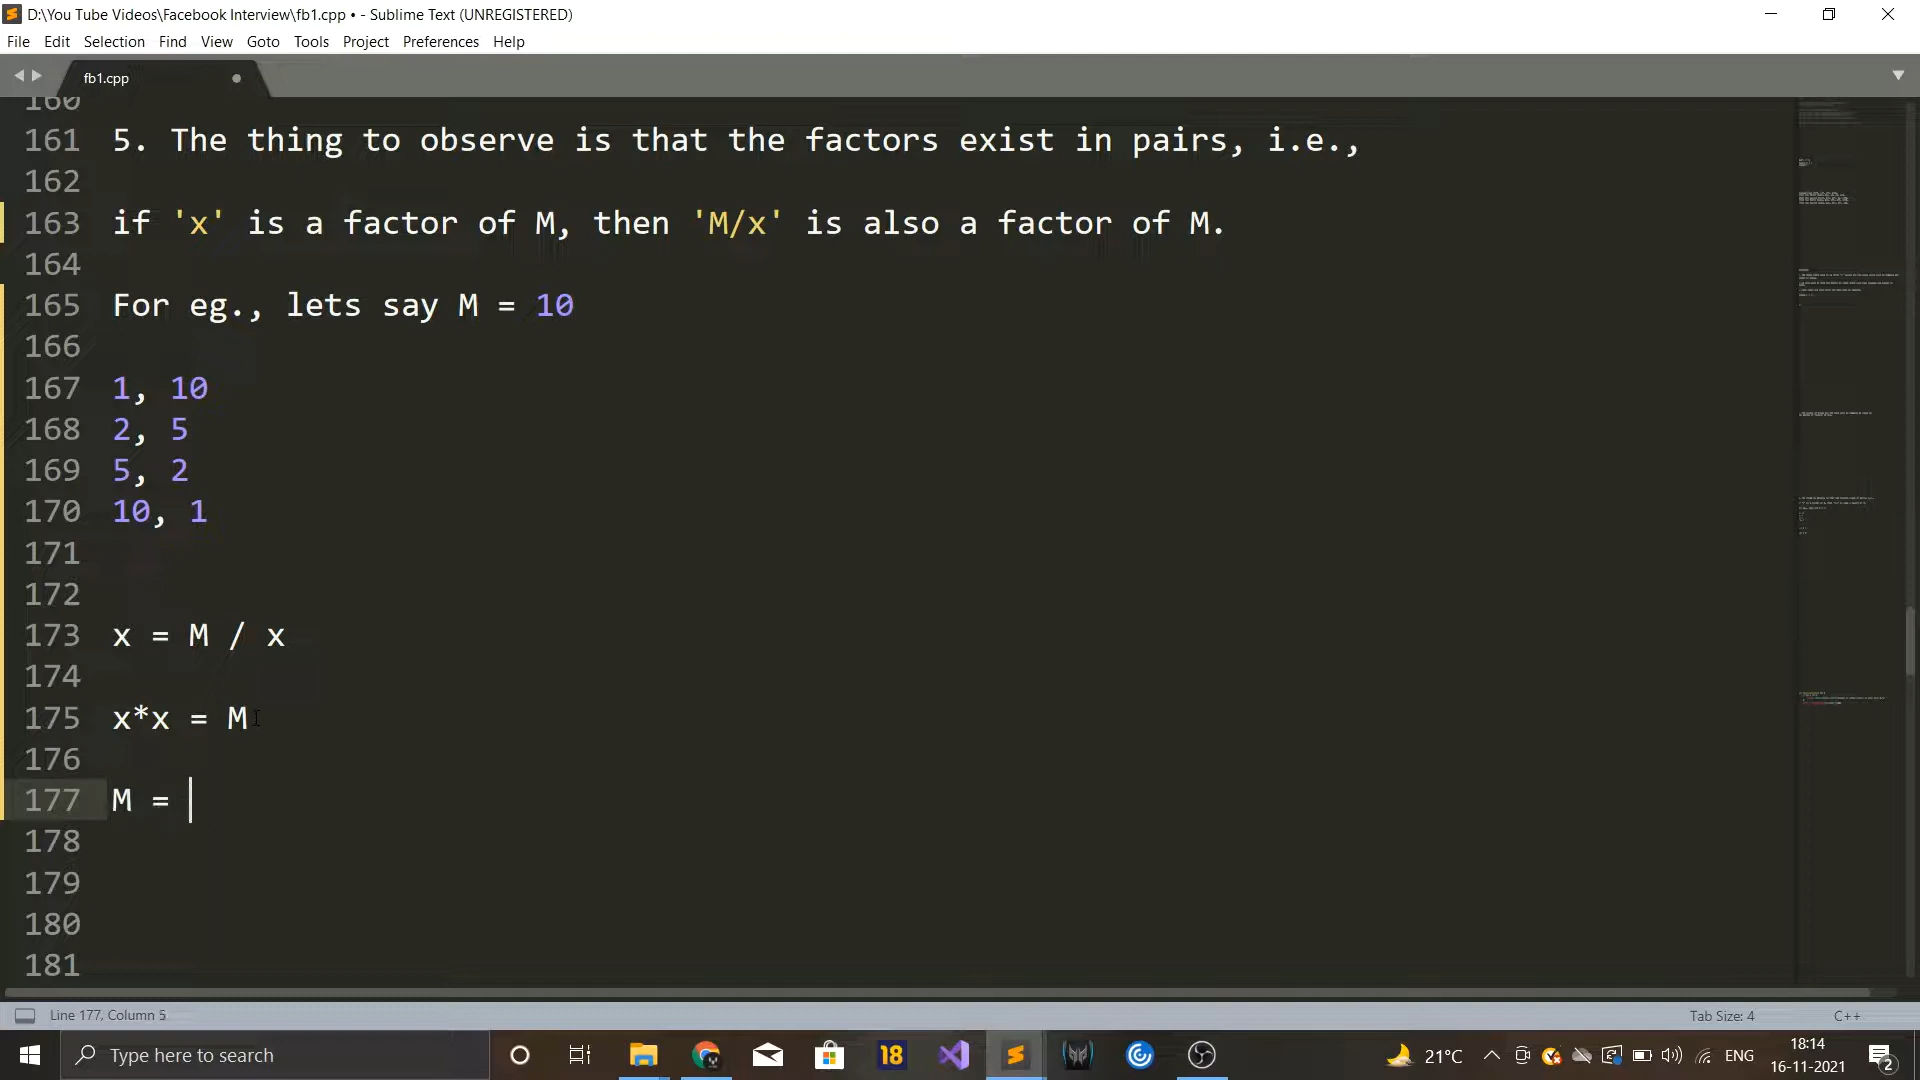 D:\You Tube Videos\Facebook Interview\fb1.cpp • - Sublime Text (UNREGISTERED)
File Edit Selection Find View Goto Tools Project Preferences Help
fb1.cpp
160
161 5. The thing to observe is that the factors exist in pairs, i.e.,
162
163 if 'x' is a factor of M, then 'M/x' is also a factor of M.
164
165 For eg., lets say M = 10
166
167 1, 10
168 2, 5
169 5, 2
170 10, 1
171
172
173 x = M / x
174
175 x*x = M
176
177 M =
178
179
180
181
Line 177, Column 5 Tab Size: 4 C++
Type here to search 18 21°C ENG 18:14
16-11-2021 2